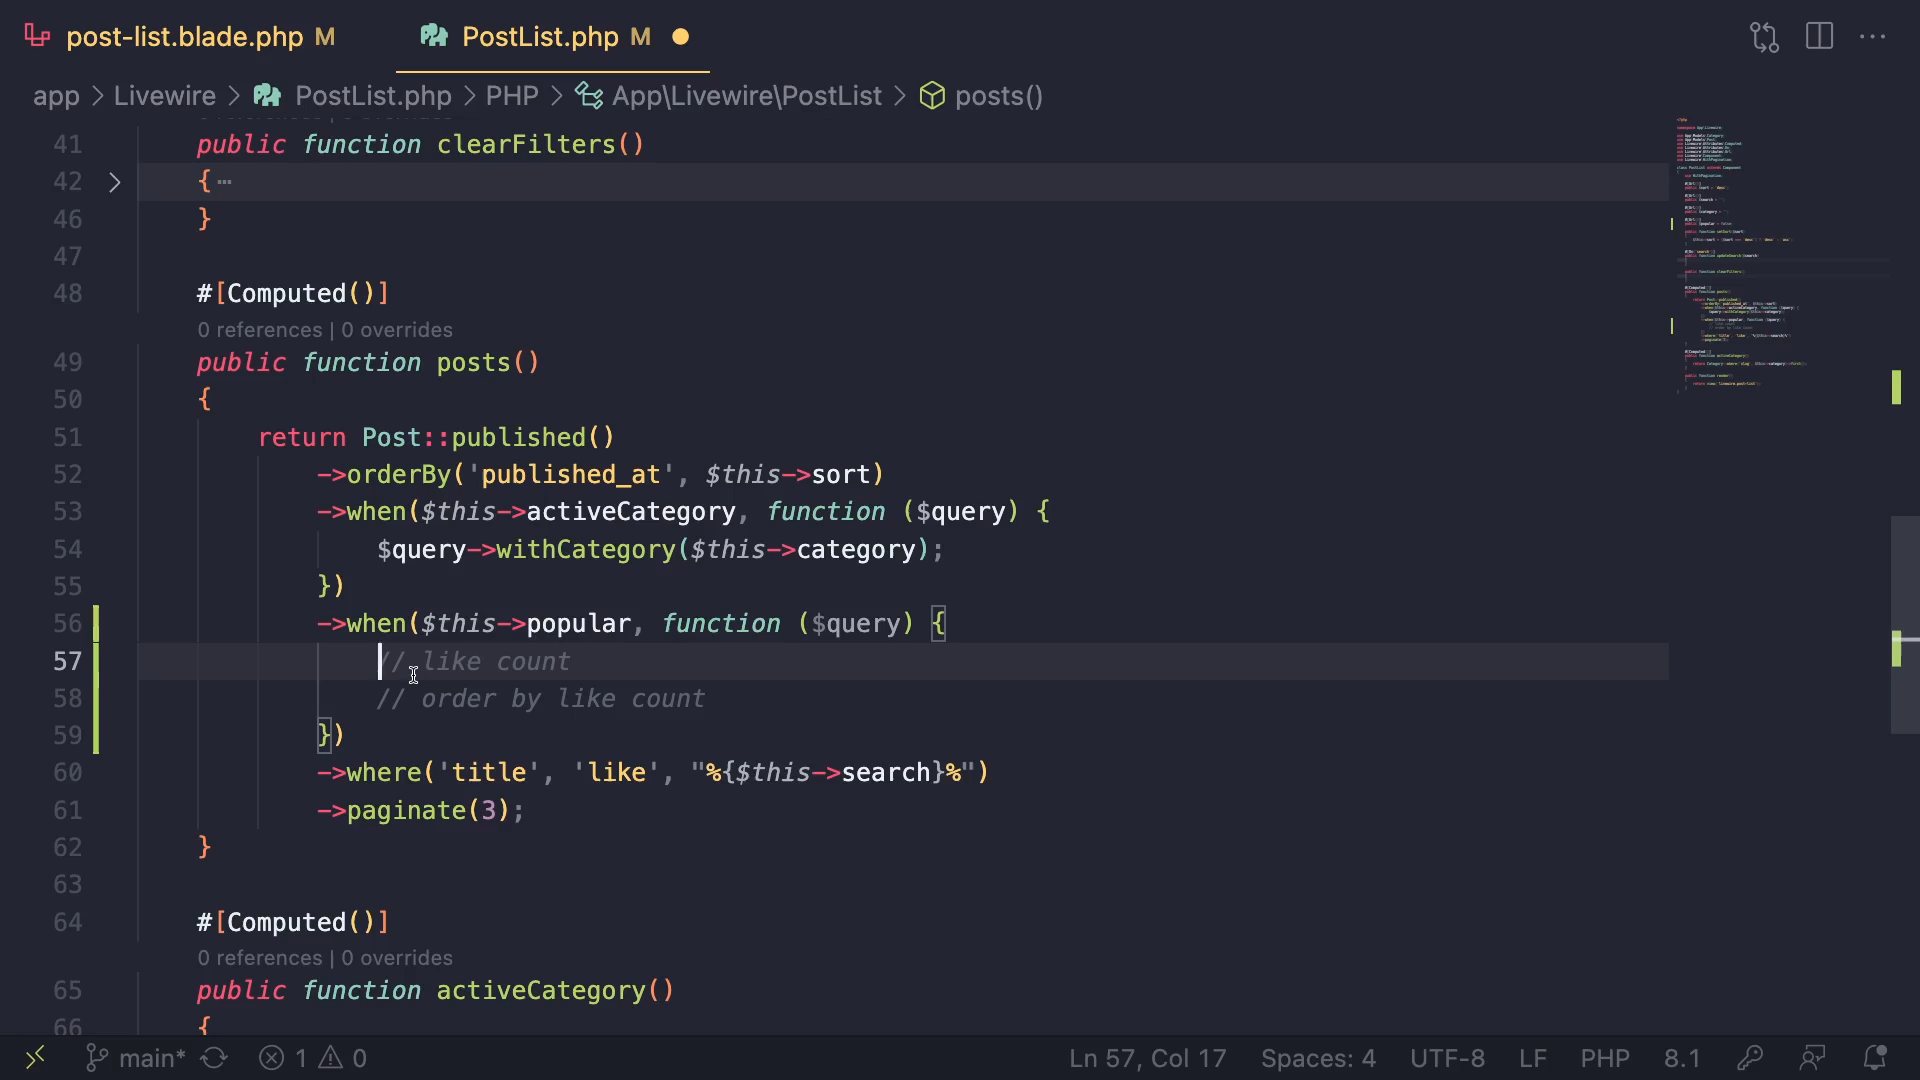 post-list.blade.php M
PostList.php M
app > Livewire > PostList.php > PHP > App\Livewire\PostList > posts()
41 public function clearFilters()
42 { …
46 }
47
48 #[Computed()]
0 references | 0 overrides
49 public function posts()
50 {
51 return Post::published()
52 ->orderBy('published_at', $this->sort)
53 ->when($this->activeCategory, function ($query) {
54 $query->withCategory($this->category);
55 })
56 ->when($this->popular, function ($query) {
57 // like count
58 // order by like count
59 })
60 ->where('title', 'like', "%{$this->search}%")
61 ->paginate(3);
62 }
63
64 #[Computed()]
0 references | 0 overrides
65 public function activeCategory()
66 {
main* 1 0 Ln 57, Col 17 Spaces: 4 UTF-8 LF PHP 8.1